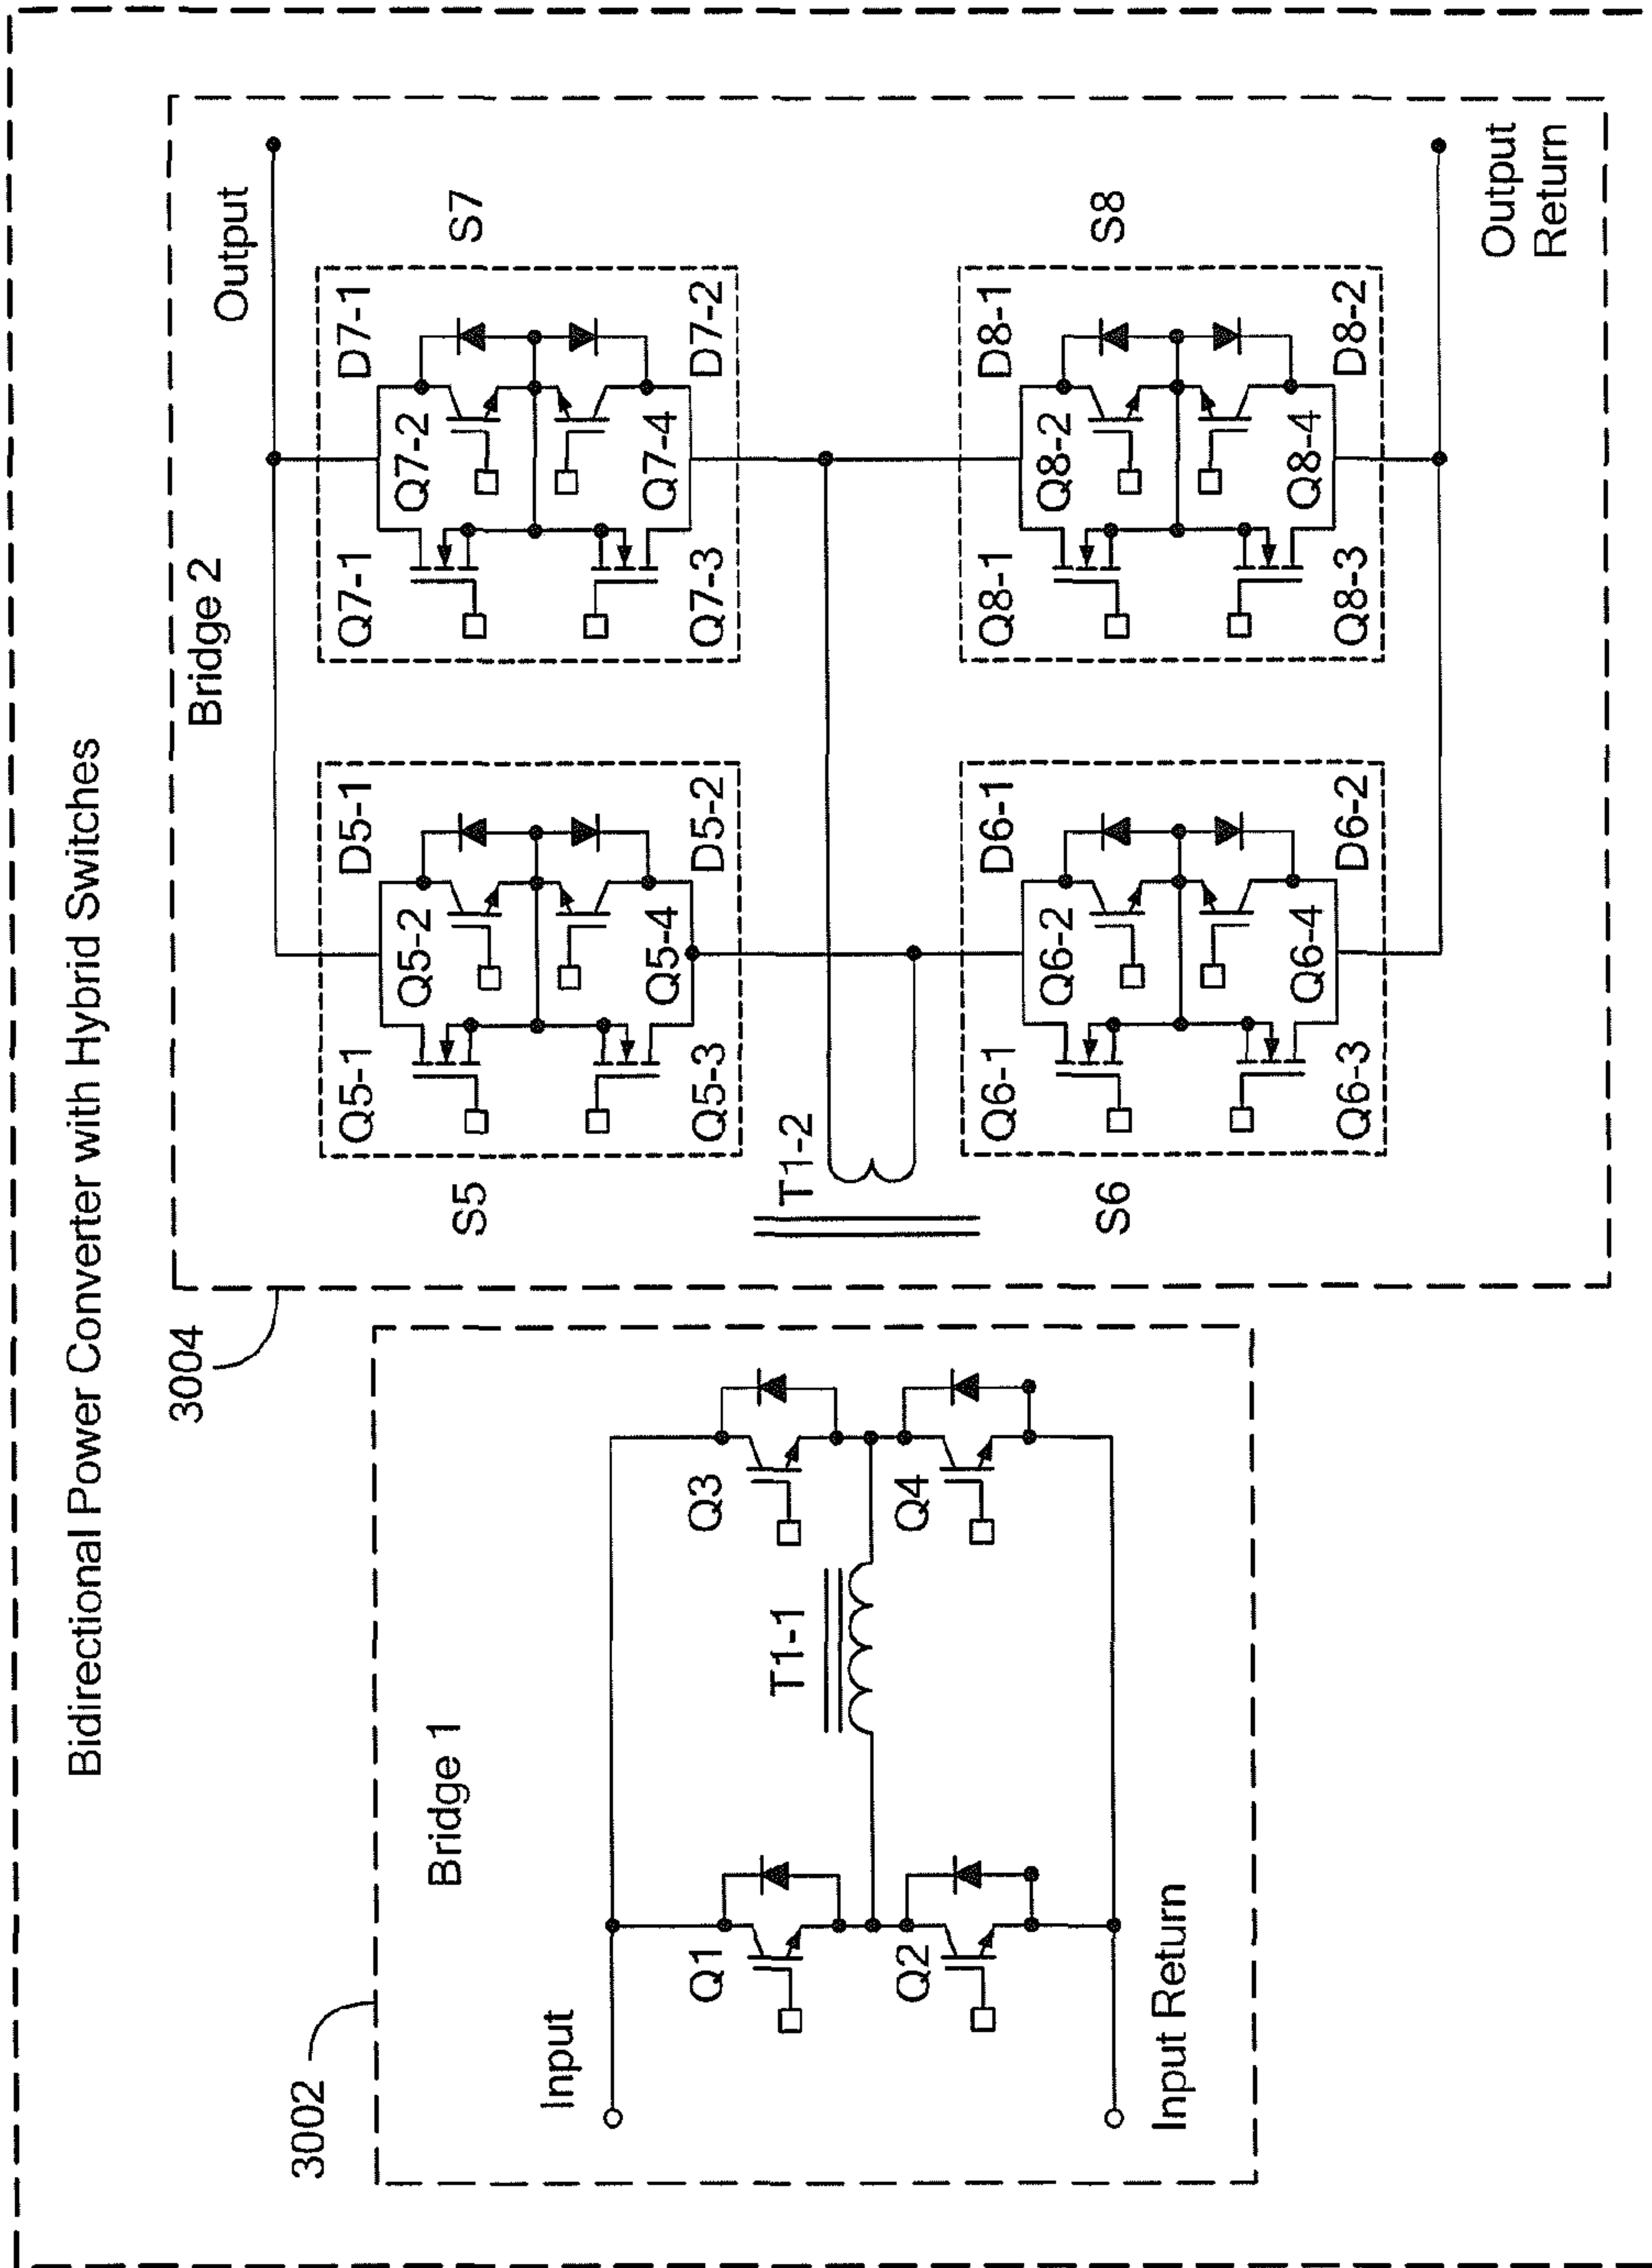 Bidirectional Power Converter with Hybrid Switches
3002
3004
Bridge 1
Input
Q1
Q3
T1-1
Q2
Q4
Input Return
Bridge 2
Output
S5
Q5-1
Q5-2
D5-1
Q5-3
Q5-4
D5-2
S7
Q7-1
Q7-2
D7-1
Q7-3
Q7-4
D7-2
T1-2
S6
Q6-1
Q6-2
D6-1
Q6-3
Q6-4
D6-2
S8
Q8-1
Q8-2
D8-1
Q8-3
Q8-4
D8-2
Output
Return